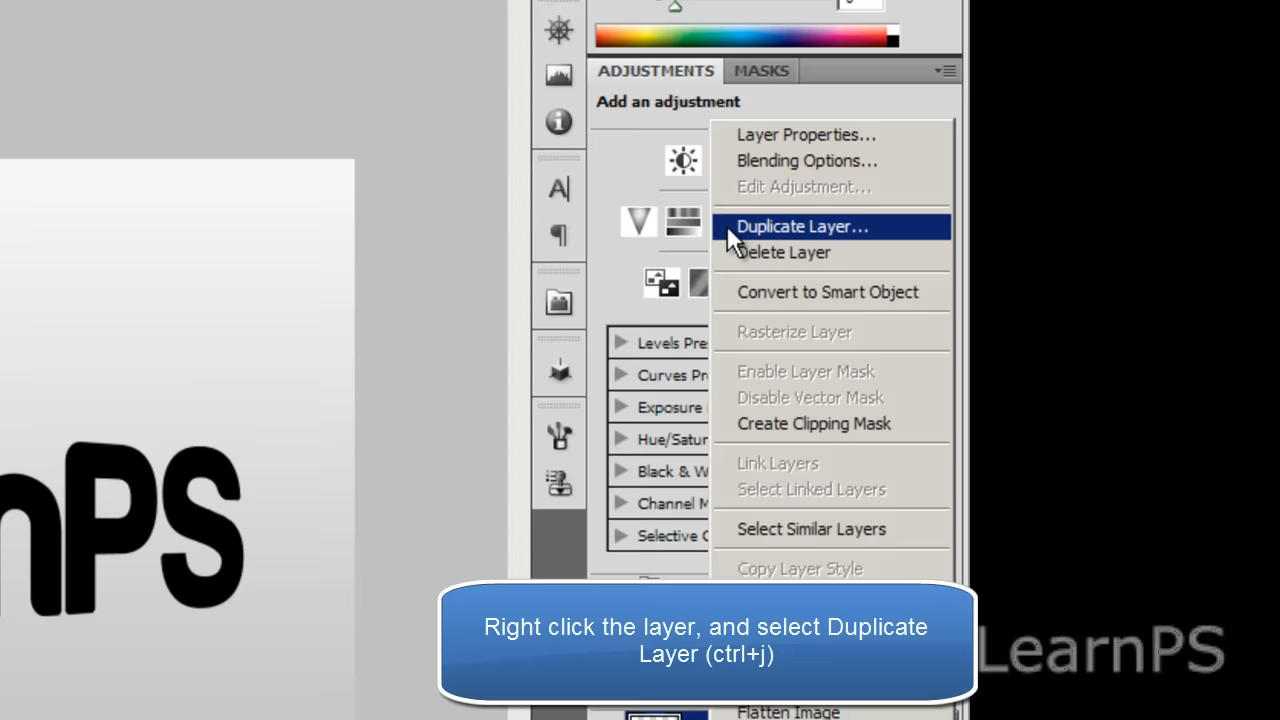 ADJUSTMENTS MASKS
Add an adjustment
Layer Properties...
Blending Options...
Edit Adjustment...
Duplicate Layer...
Delete Layer
Convert to Smart Object
Rasterize Layer
Levels Pre
Enable Layer Mask
Curves Pr
Disable Vector Mask
Exposure
Create Clipping Mask
Hue/Satur
Link Layers
Black & W
Select Linked Layers
Channel M
Select Similar Layers
Selective C
Copy Layer Style
nPS
Right click the layer, and select Duplicate
Layer (ctrl+j)
LearnPS
Flatten Image